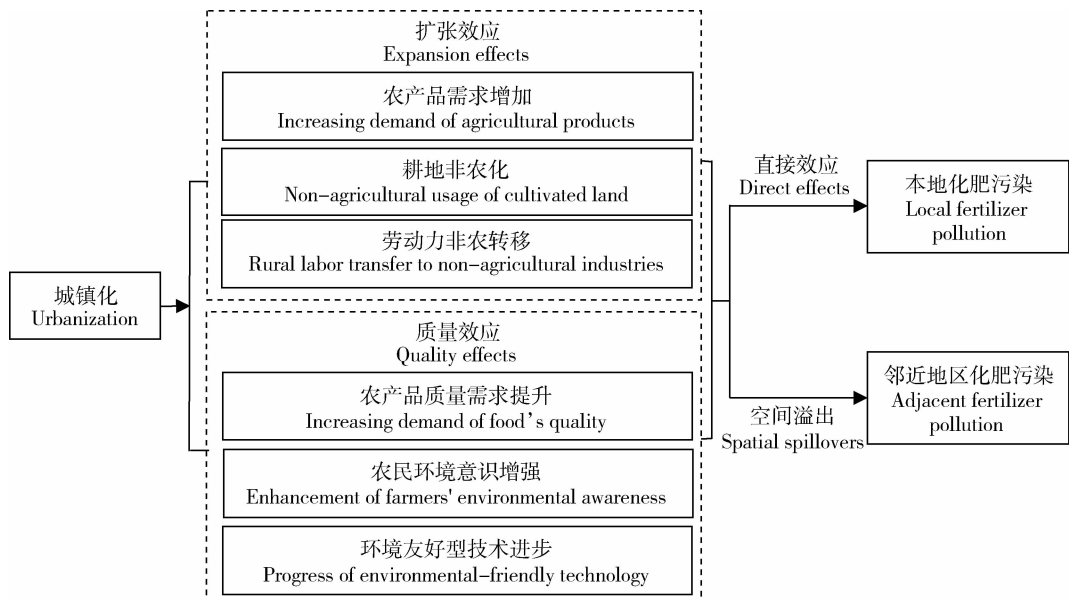 扩张效应
Expansion effects
农产品需求增加
Increasing demand of agricultural products
耕地非农化
Non-agricultural usage of cultivated land
劳动力非农转移
Rural labor transfer to non-agricultural industries
城镇化
Urbanization
质量效应
Quality effects
农产品质量需求提升
Increasing demand of food's quality
农民环境意识增强
Enhancement of farmers' environmental awareness
环境友好型技术进步
Progress of environmental-friendly technology
直接效应
Direct effects
本地化肥污染
Local fertilizer
pollution
空间溢出
Spatial spillovers
邻近地区化肥污染
Adjacent fertilizer
pollution